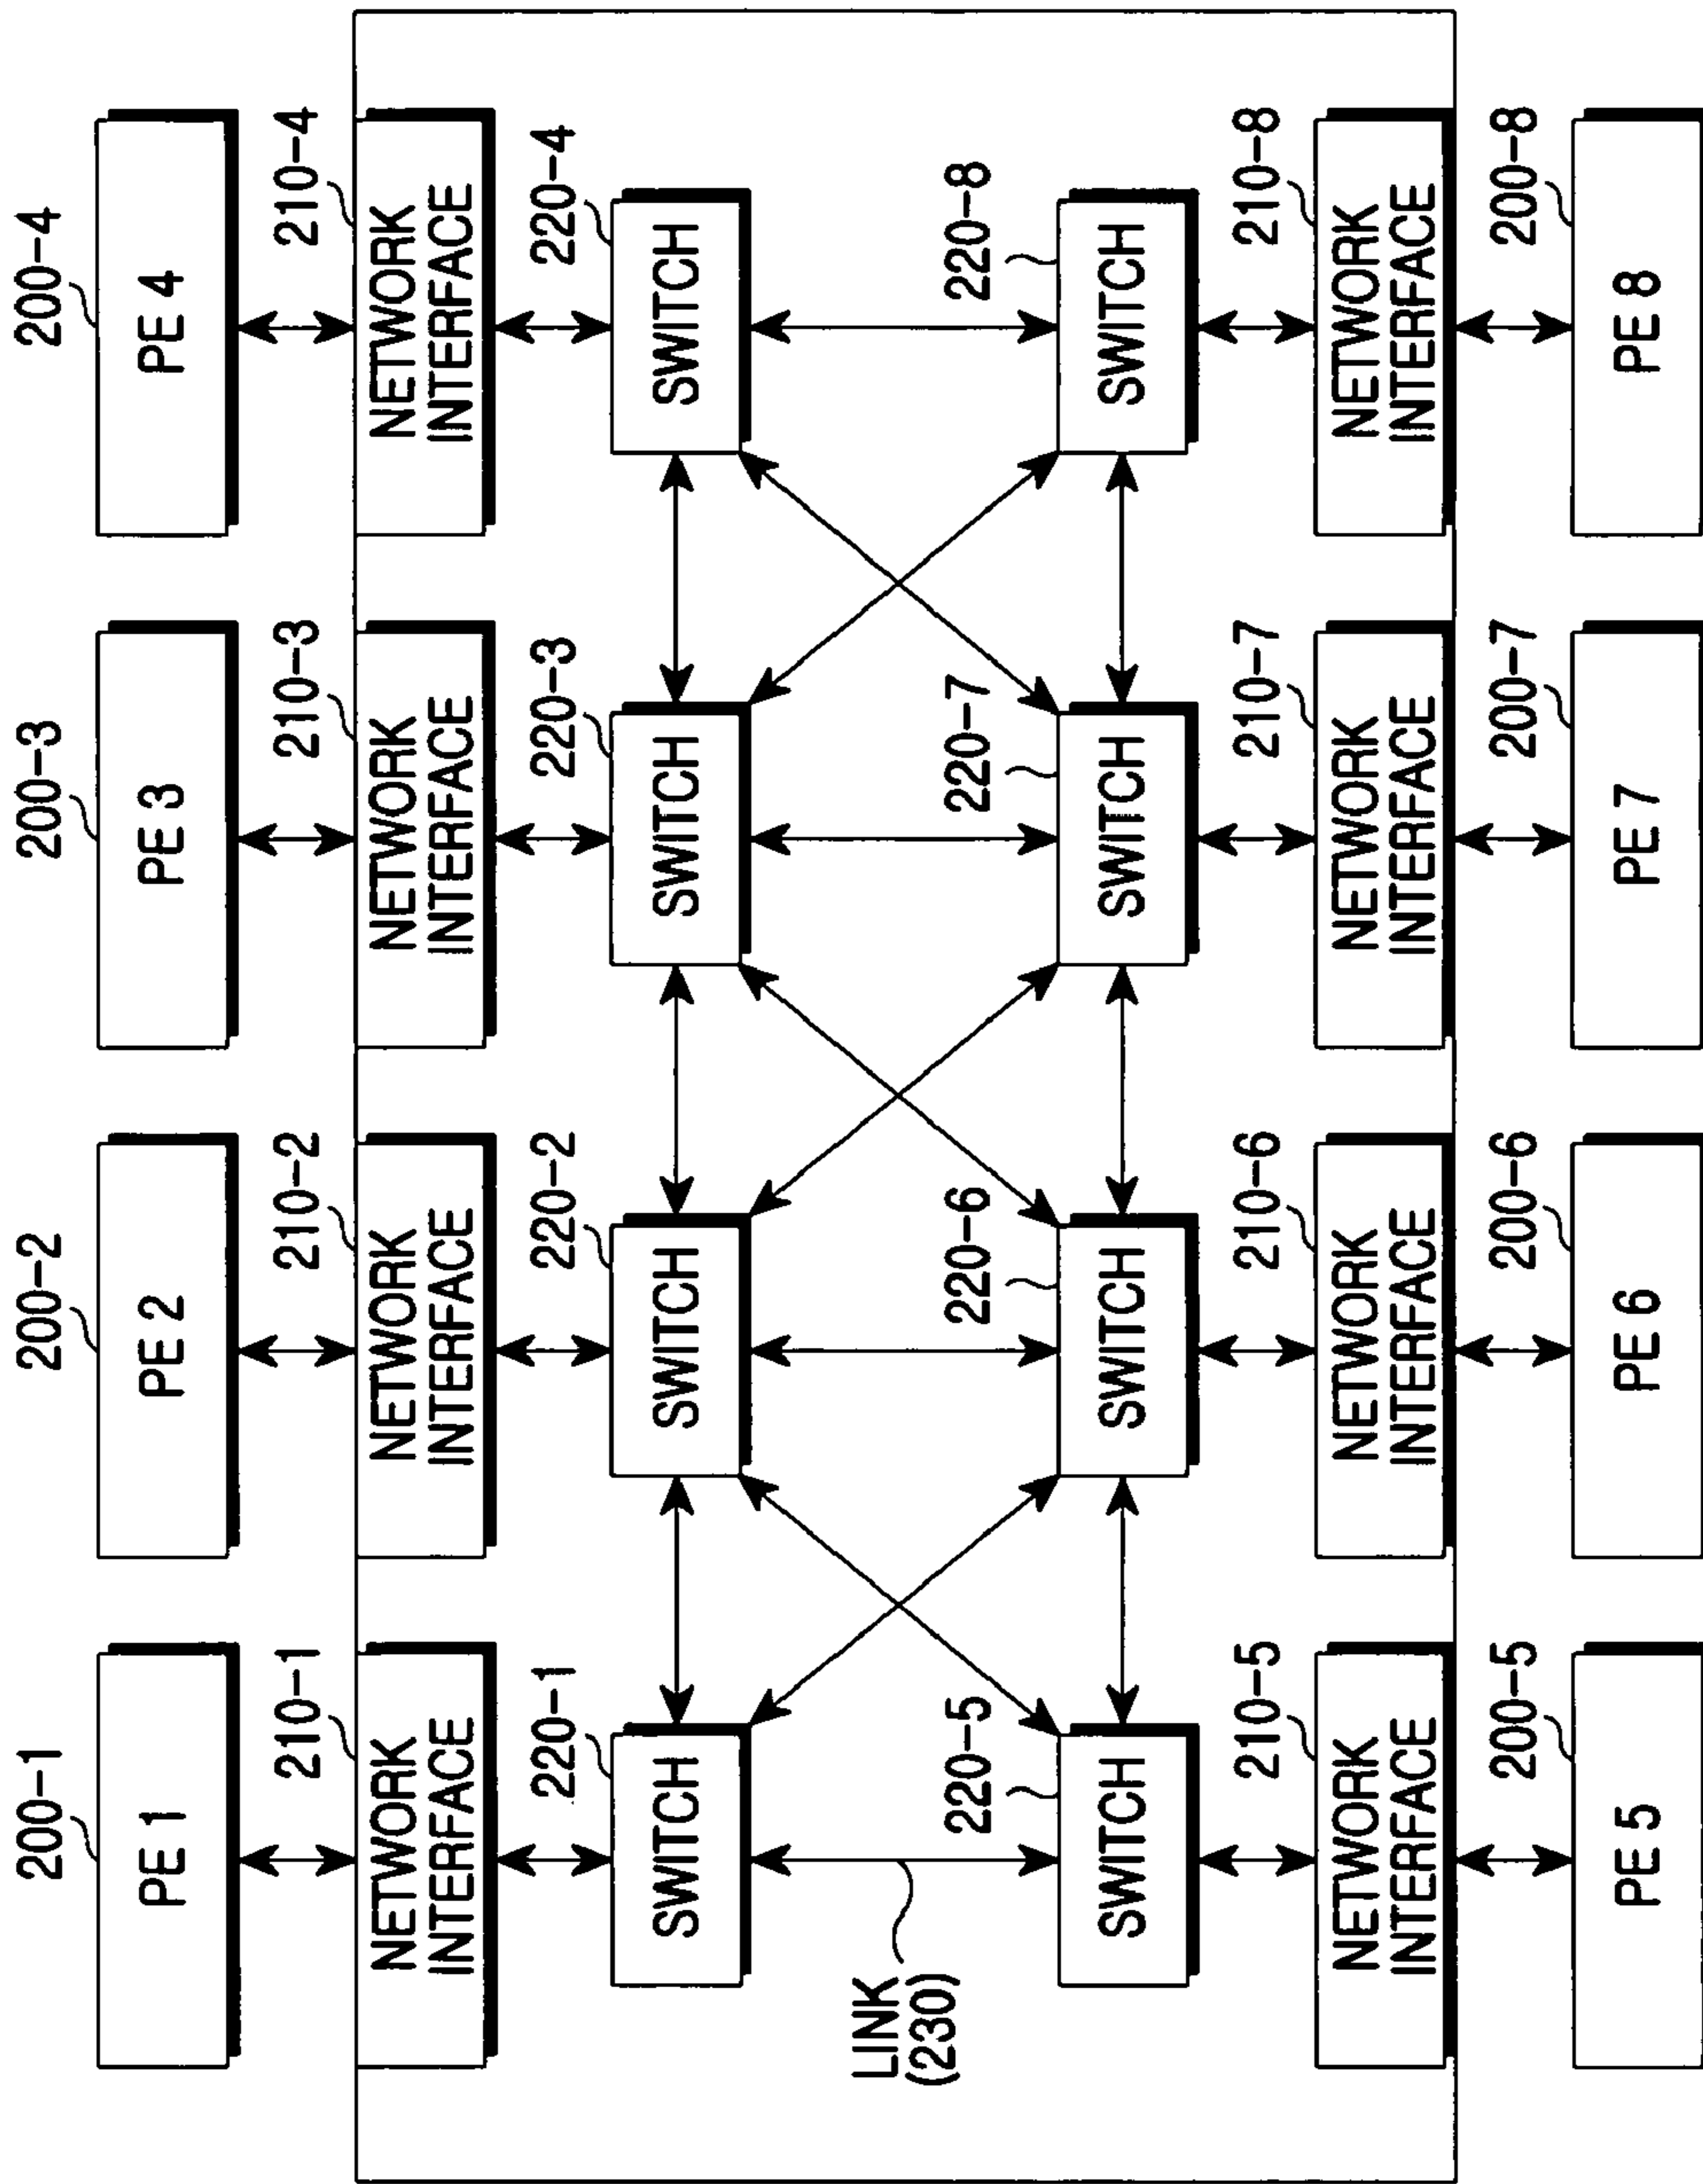 200-1
200-2
200-3
200-4
PE 1
PE 2
PE 3
PE 4
210-1
210-2
210-3
210-4
NETWORK
INTERFACE
NETWORK
INTERFACE
NETWORK
INTERFACE
NETWORK
INTERFACE
220-1
220-2
220-3
220-4
SWITCH
SWITCH
SWITCH
SWITCH
LINK
(230)
220-5
220-6
220-7
220-8
SWITCH
SWITCH
SWITCH
SWITCH
210-5
210-6
210-7
210-8
NETWORK
INTERFACE
NETWORK
INTERFACE
NETWORK
INTERFACE
NETWORK
INTERFACE
200-5
200-6
200-7
200-8
PE 5
PE 6
PE 7
PE 8